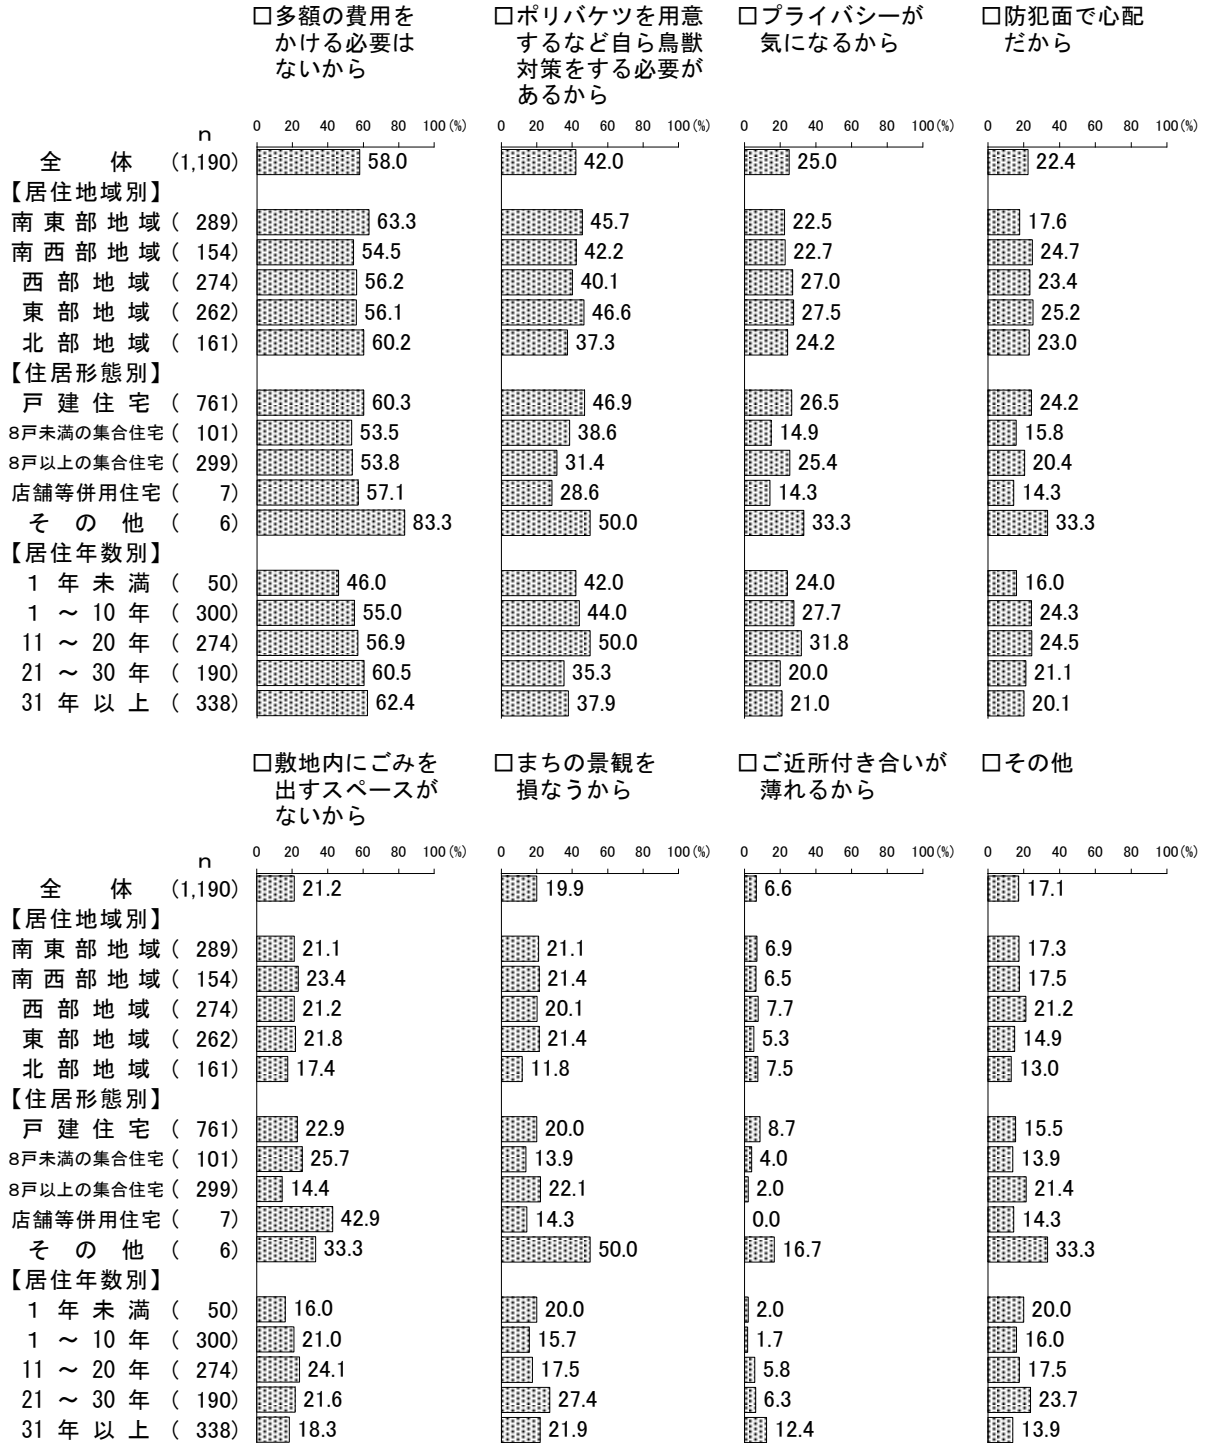 □多額の費用を
かける必要は
ないから
□ポリバケツを用意
するなど自ら鳥獣
対策をする必要が
あるから
□プライバシーが
気になるから
□防犯面で心配
だから
n 0 20 40 60 80 100(%) 0 20 40 60 80 100(%) 0 20 40 60 80 100(%) 0 20 40 60 80 100(%)
全体 (1,190) 58.0 42.0 25.0 22.4
【居住地域別】
南東部地域 (289) 63.3 45.7 22.5 17.6
南西部地域 (154) 54.5 42.2 22.7 24.7
西部地域 (274) 56.2 40.1 27.0 23.4
東部地域 (262) 56.1 46.6 27.5 25.2
北部地域 (161) 60.2 37.3 24.2 23.0
【住居形態別】
戸建住宅 (761) 60.3 46.9 26.5 24.2
8戸未満の集合住宅 (101) 53.5 38.6 14.9 15.8
8戸以上の集合住宅 (299) 53.8 31.4 25.4 20.4
店舗等併用住宅 (7) 57.1 28.6 14.3 14.3
その他 (6) 83.3 50.0 33.3 33.3
【居住年数別】
1年未満 (50) 46.0 42.0 24.0 16.0
1～10年 (300) 55.0 44.0 27.7 24.3
11～20年 (274) 56.9 50.0 31.8 24.5
21～30年 (190) 60.5 35.3 20.0 21.1
31年以上 (338) 62.4 37.9 21.0 20.1
□敷地内にごみを
出すスペースが
ないから
□まちの景観を
損なうから
□ご近所付き合いが
薄れるから
□その他
n 0 20 40 60 80 100(%) 0 20 40 60 80 100(%) 0 20 40 60 80 100(%) 0 20 40 60 80 100(%)
全体 (1,190) 21.2 19.9 6.6 17.1
【居住地域別】
南東部地域 (289) 21.1 21.1 6.9 17.3
南西部地域 (154) 23.4 21.4 6.5 17.5
西部地域 (274) 21.2 20.1 7.7 21.2
東部地域 (262) 21.8 21.4 5.3 14.9
北部地域 (161) 17.4 11.8 7.5 13.0
【住居形態別】
戸建住宅 (761) 22.9 20.0 8.7 15.5
8戸未満の集合住宅 (101) 25.7 13.9 4.0 13.9
8戸以上の集合住宅 (299) 14.4 22.1 2.0 21.4
店舗等併用住宅 (7) 42.9 14.3 0.0 14.3
その他 (6) 33.3 50.0 16.7 33.3
【居住年数別】
1年未満 (50) 16.0 20.0 2.0 20.0
1～10年 (300) 21.0 15.7 1.7 16.0
11～20年 (274) 24.1 17.5 5.8 17.5
21～30年 (190) 21.6 27.4 6.3 23.7
31年以上 (338) 18.3 21.9 12.4 13.9